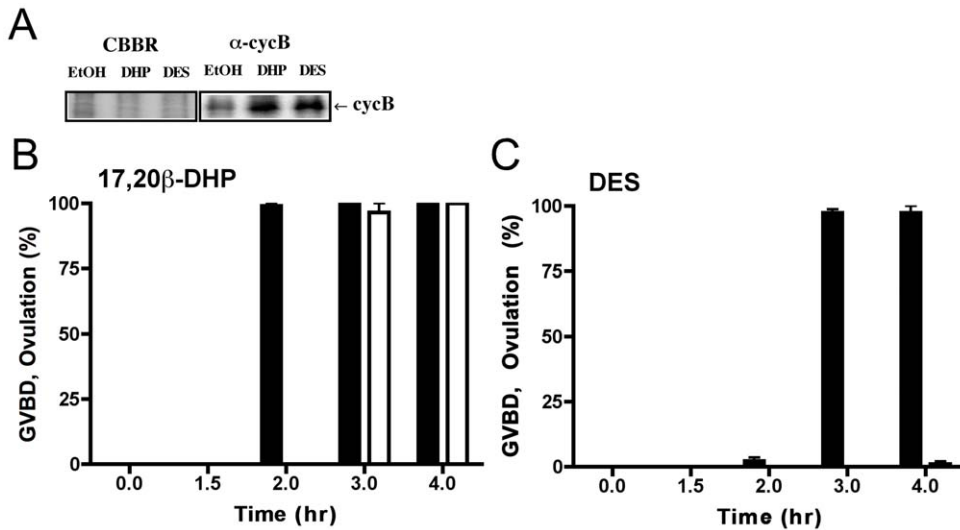 A
CBBR α-cycB
EtOH DHP DES EtOH DHP DES
← cycB
B
17,20β-DHP
GVBD, Ovulation (%)
100
75
50
25
0
0.0 1.5 2.0 3.0 4.0
Time (hr)
C
DES
GVBD, Ovulation (%)
100
75
50
25
0
0.0 1.5 2.0 3.0 4.0
Time (hr)